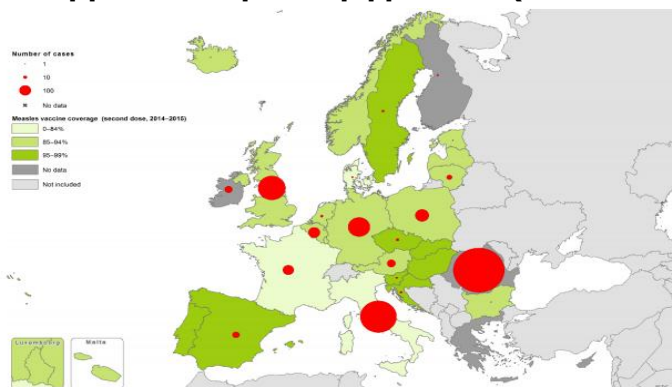 Number of cases
1
10
100
No data
Measles vaccine coverage (second dose, 2014–2015)
0–84%
85–94%
95–99%
No data
Not included
Luxembourg
Malta